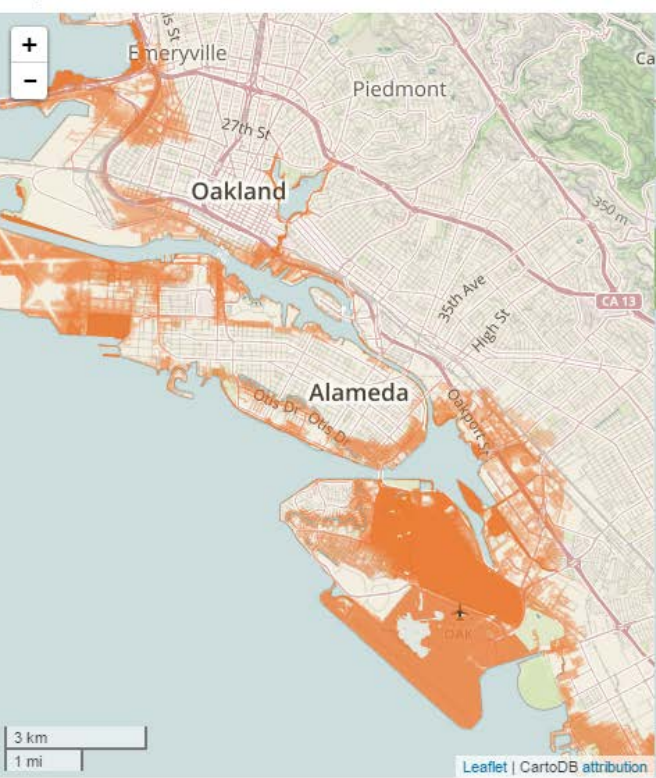 +
Emeryville
Ca
−
Piedmont
27th St
Oakland
350 m
35th Ave
CA 13
High St
Alameda
Otis Dr
Otis Dr
Oakport St
OAK
3 km
1 mi
Leaflet | CartoDB attribution